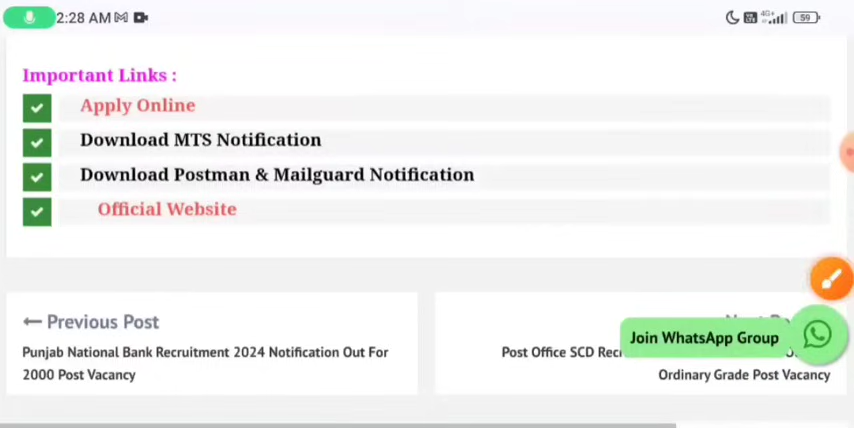 2:28 AM
4G+
59
Important Links :
Apply Online
Download MTS Notification
Download Postman & Mailguard Notification
Official Website
Previous Post
Punjab National Bank Recruitment 2024 Notification Out For
2000 Post Vacancy
Join WhatsApp Group
Post Office SCD
Ordinary Grade Post Vacancy